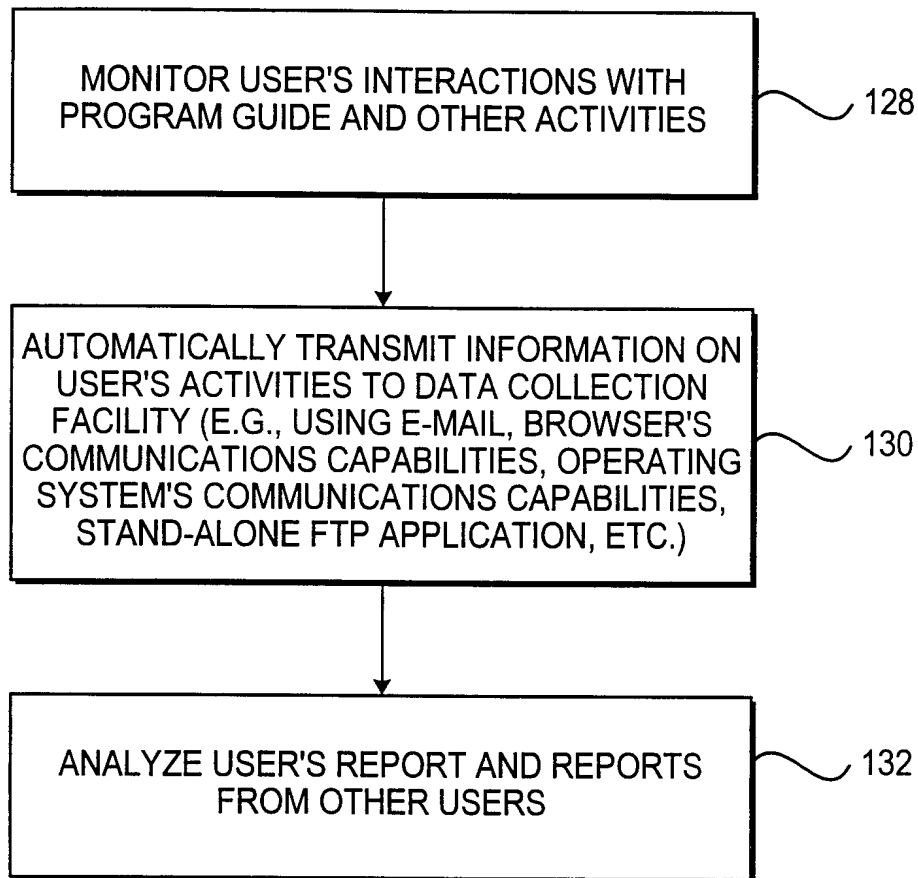 MONITOR USER'S INTERACTIONS WITH
PROGRAM GUIDE AND OTHER ACTIVITIES
128
AUTOMATICALLY TRANSMIT INFORMATION ON
USER'S ACTIVITIES TO DATA COLLECTION
FACILITY (E.G., USING E-MAIL, BROWSER'S
COMMUNICATIONS CAPABILITIES, OPERATING
SYSTEM'S COMMUNICATIONS CAPABILITIES,
STAND-ALONE FTP APPLICATION, ETC.)
130
ANALYZE USER'S REPORT AND REPORTS
FROM OTHER USERS
132